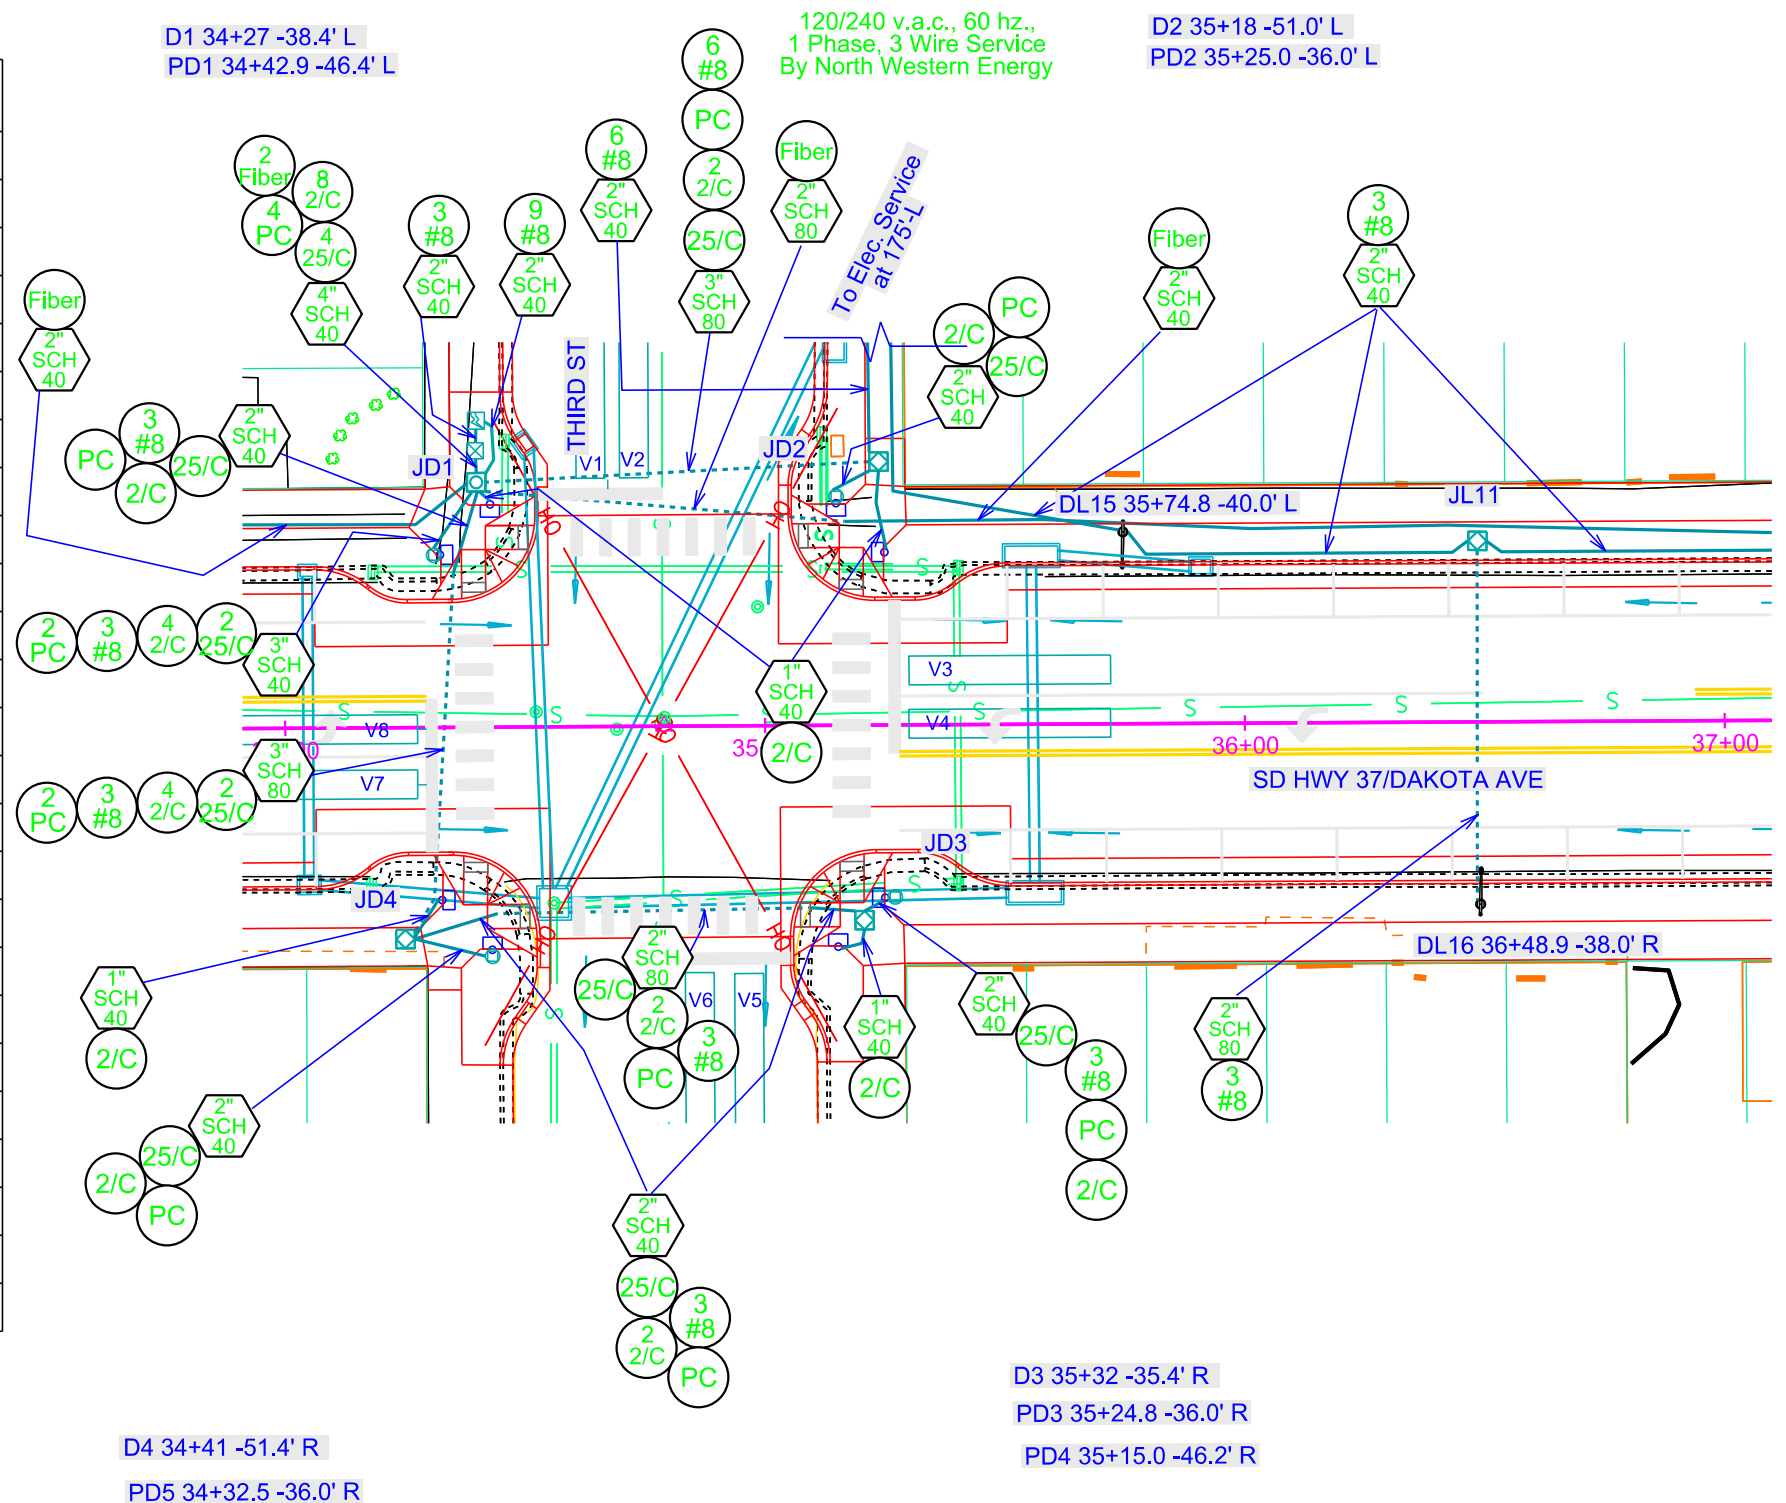 D1 34+27 -38.4' L
PD1 34+42.9 -46.4' L
120/240 v.a.c., 60 hz.,
1 Phase, 3 Wire Service
By North Western Energy
D2 35+18 -51.0' L
PD2 35+25.0 -36.0' L
6
#8
PC
2
2/C
25/C
3"
SCH
80
6
#8
2"
SCH
40
Fiber
2"
SCH
80
To Elec. Service
at 175'-L
2
Fiber
4
PC
8
2/C
4
25/C
4"
SCH
40
3
#8
2"
SCH
40
9
#8
2"
SCH
40
Fiber
2"
SCH
40
3
#8
2"
SCH
40
PC
2/C
25/C
2"
SCH
40
Fiber
2"
SCH
40
PC
3
#8
2/C
25/C
2"
SCH
40
THIRD ST
JD1
V1
V2
JD2
DL15 35+74.8 -40.0' L
JL11
HO
HO
S
S
S
S
S
S
2
PC
3
#8
4
2/C
2
25/C
3"
SCH
40
1"
SCH
40
2/C
V3
S
V4
S
S
S
S
S
S
V8
HO
0
35
36+00
37+00
3"
SCH
80
V7
SD HWY 37/DAKOTA AVE
2
PC
3
#8
4
2/C
2
25/C
JD3
JD4
S
S
HO
HO
DL16 36+48.9 -38.0' R
1"
SCH
40
2/C
2"
SCH
80
25/C
2
2/C
PC
3
#8
V6
V5
S
1"
SCH
40
2/C
2"
SCH
40
25/C
3
#8
PC
2/C
2"
SCH
80
3
#8
2"
SCH
40
25/C
2/C
PC
2"
SCH
40
25/C
2
2/C
3
#8
PC
D3 35+32 -35.4' R
PD3 35+24.8 -36.0' R
PD4 35+15.0 -46.2' R
D4 34+41 -51.4' R
PD5 34+32.5 -36.0' R